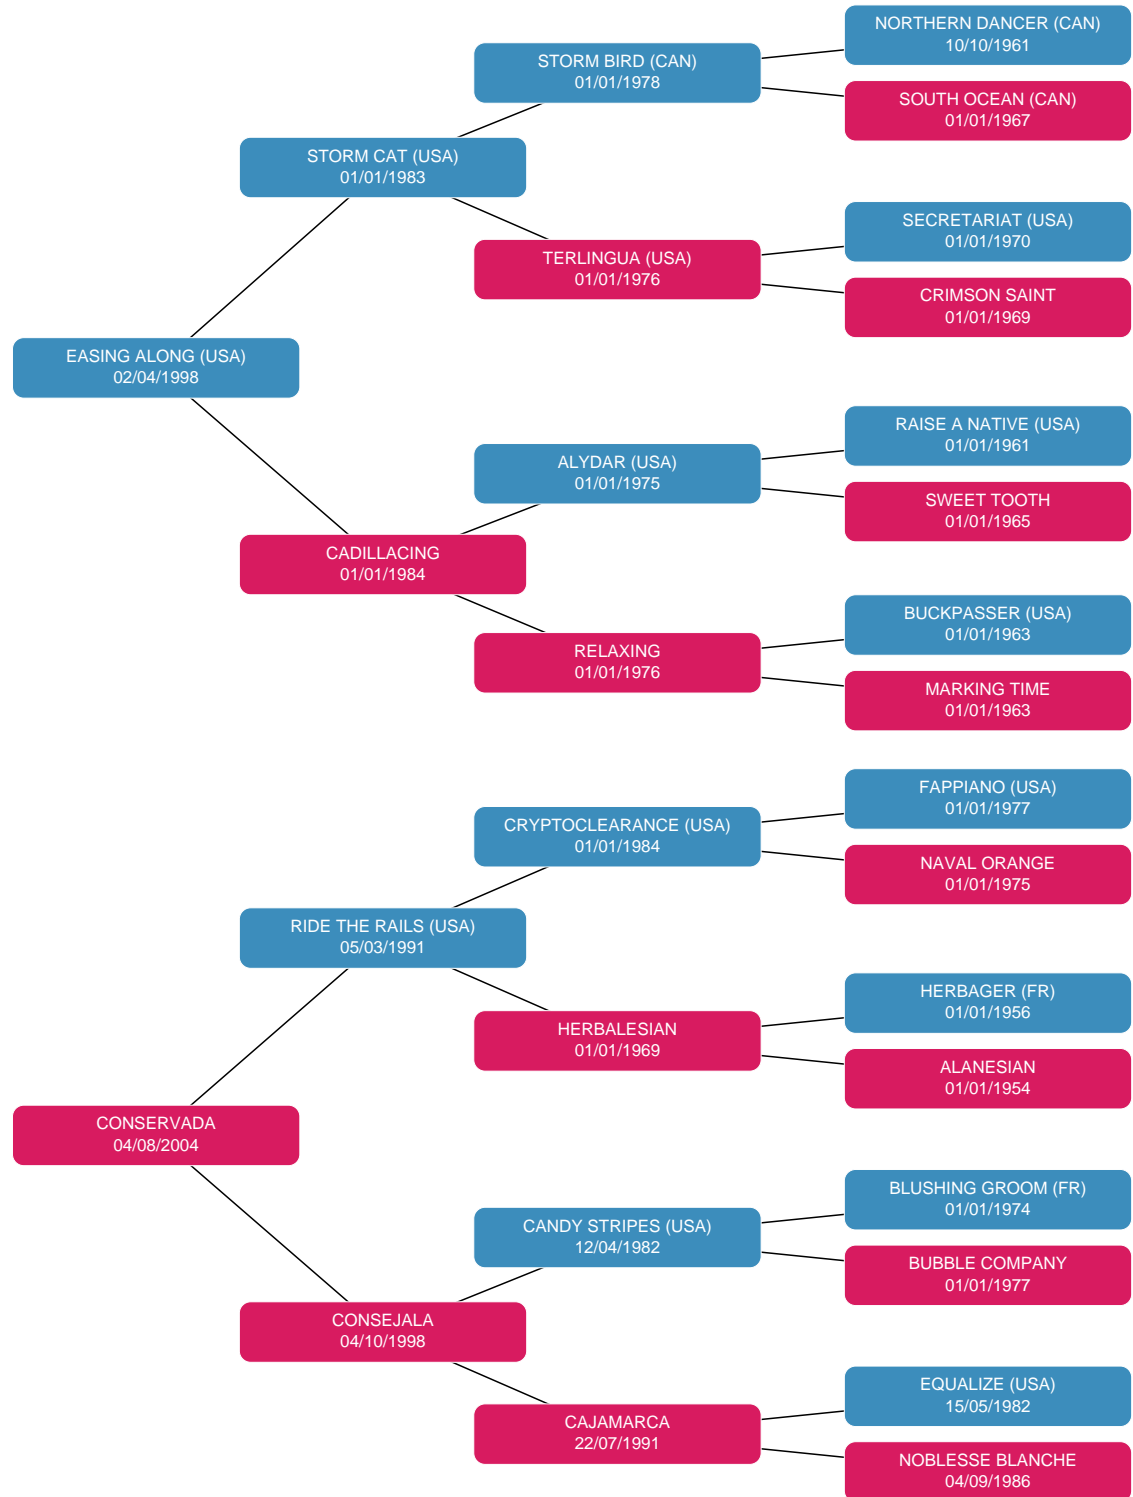 NORTHERN DANCER (CAN)
10/10/1961
STORM BIRD (CAN)
01/01/1978
SOUTH OCEAN (CAN)
01/01/1967
STORM CAT (USA)
01/01/1983
SECRETARIAT (USA)
01/01/1970
TERLINGUA (USA)
01/01/1976
CRIMSON SAINT
01/01/1969
EASING ALONG (USA)
02/04/1998
RAISE A NATIVE (USA)
01/01/1961
ALYDAR (USA)
01/01/1975
SWEET TOOTH
01/01/1965
CADILLACING
01/01/1984
BUCKPASSER (USA)
01/01/1963
RELAXING
01/01/1976
MARKING TIME
01/01/1963
FAPPIANO (USA)
01/01/1977
CRYPTOCLEARANCE (USA)
01/01/1984
NAVAL ORANGE
01/01/1975
RIDE THE RAILS (USA)
05/03/1991
HERBAGER (FR)
01/01/1956
HERBALESIAN
01/01/1969
ALANESIAN
01/01/1954
CONSERVADA
04/08/2004
BLUSHING GROOM (FR)
01/01/1974
CANDY STRIPES (USA)
12/04/1982
BUBBLE COMPANY
01/01/1977
CONSEJALA
04/10/1998
EQUALIZE (USA)
15/05/1982
CAJAMARCA
22/07/1991
NOBLESSE BLANCHE
04/09/1986